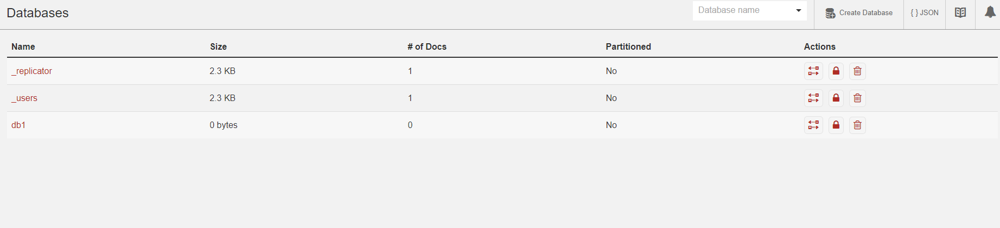 Databases
Database name
Create Database
{ } JSON
Name Size # of Docs Partitioned Actions
_replicator 2.3 KB 1 No
_users 2.3 KB 1 No
db1 0 bytes 0 No